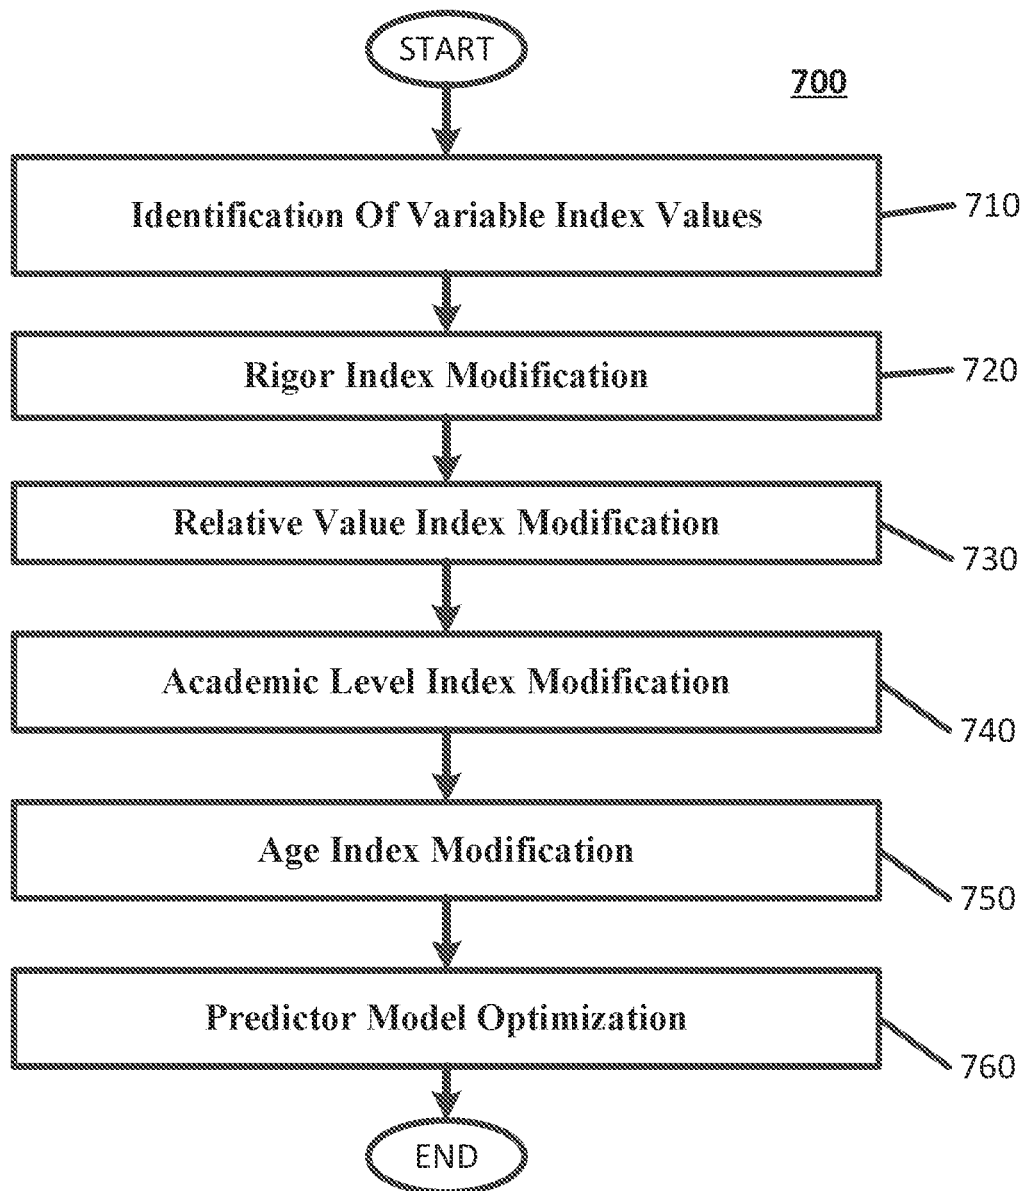 START
700
Identification Of Variable Index Values
710
Rigor Index Modification
720
Relative Value Index Modification
730
Academic Level Index Modification
740
Age Index Modification
750
Predictor Model Optimization
760
END